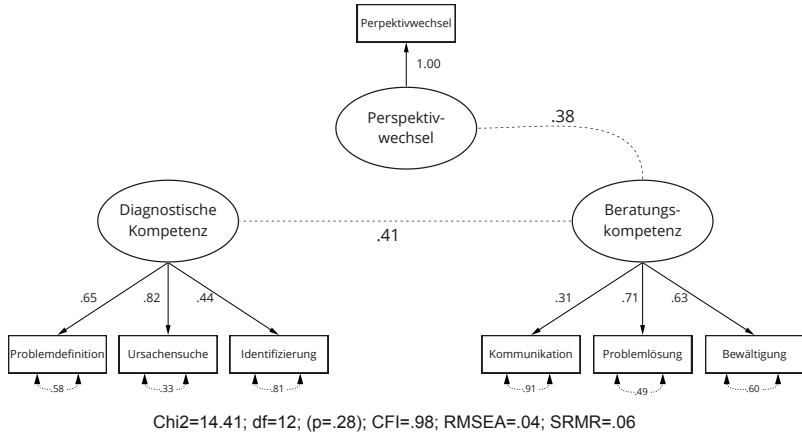 Perpektivwechsel
1.00
Perspektiv-
wechsel
.38
Diagnostische
Kompetenz
.41
Beratungs-
kompetenz
.65
.82
.44
.31
.71
.63
Problemdefinition
Ursachensuche
Identifizierung
Kommunikation
Problemlösung
Bewältigung
.58
.33
.81
.91
.49
.60
Chi2=14.41; df=12; (p=.28); CFI=.98; RMSEA=.04; SRMR=.06